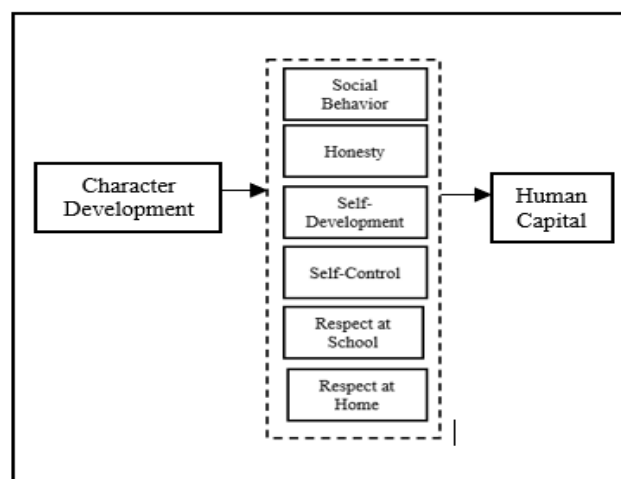 Character
Development
Social
Behavior
Honesty
Self-
Development
Self-Control
Respect at
School
Respect at
Home
Human
Capital